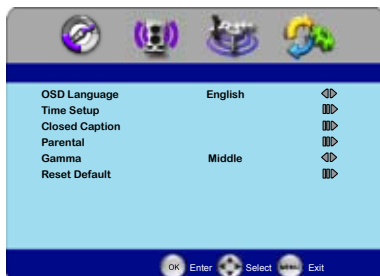 OSD Language English
Time Setup
Closed Caption
Parental
Gamma Middle
Reset Default
OK Enter Select MENU Exit